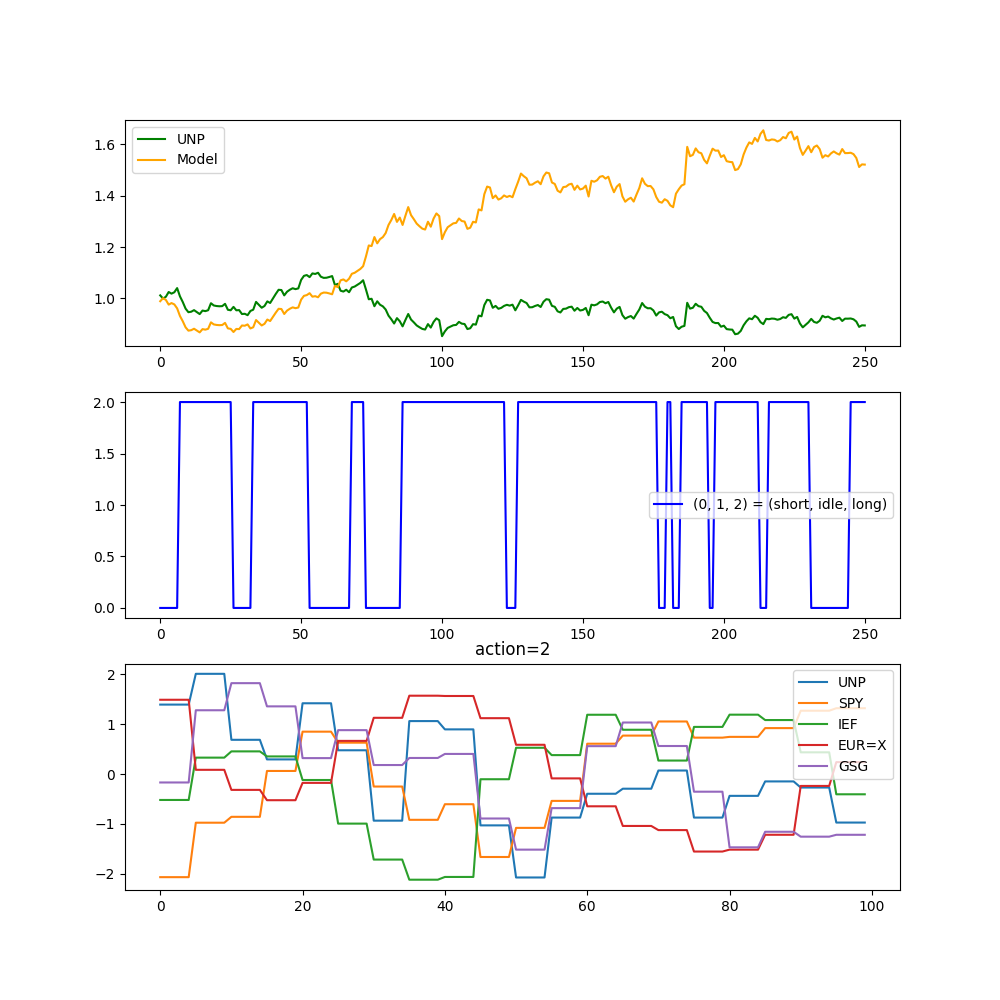 1.6
1.4
1.2
1.0
UNP
Model
0 50 100 150 200 250
2.0
1.5
1.0
0.5
0.0
(0, 1, 2) = (short, idle, long)
0 50 100 150 200 250
action=2
2
1
0
−1
−2
UNP
SPY
IEF
EUR=X
GSG
0 20 40 60 80 100